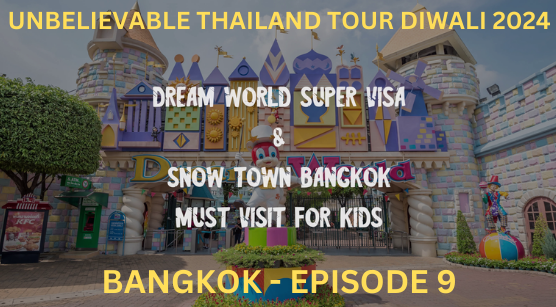 UNBELIEVABLE THAILAND TOUR DIWALI 2024
DREAM WORLD SUPER VISA
&
SNOW TOWN BANGKOK
MUST VISIT FOR KIDS
BANGKOK - EPISODE 9